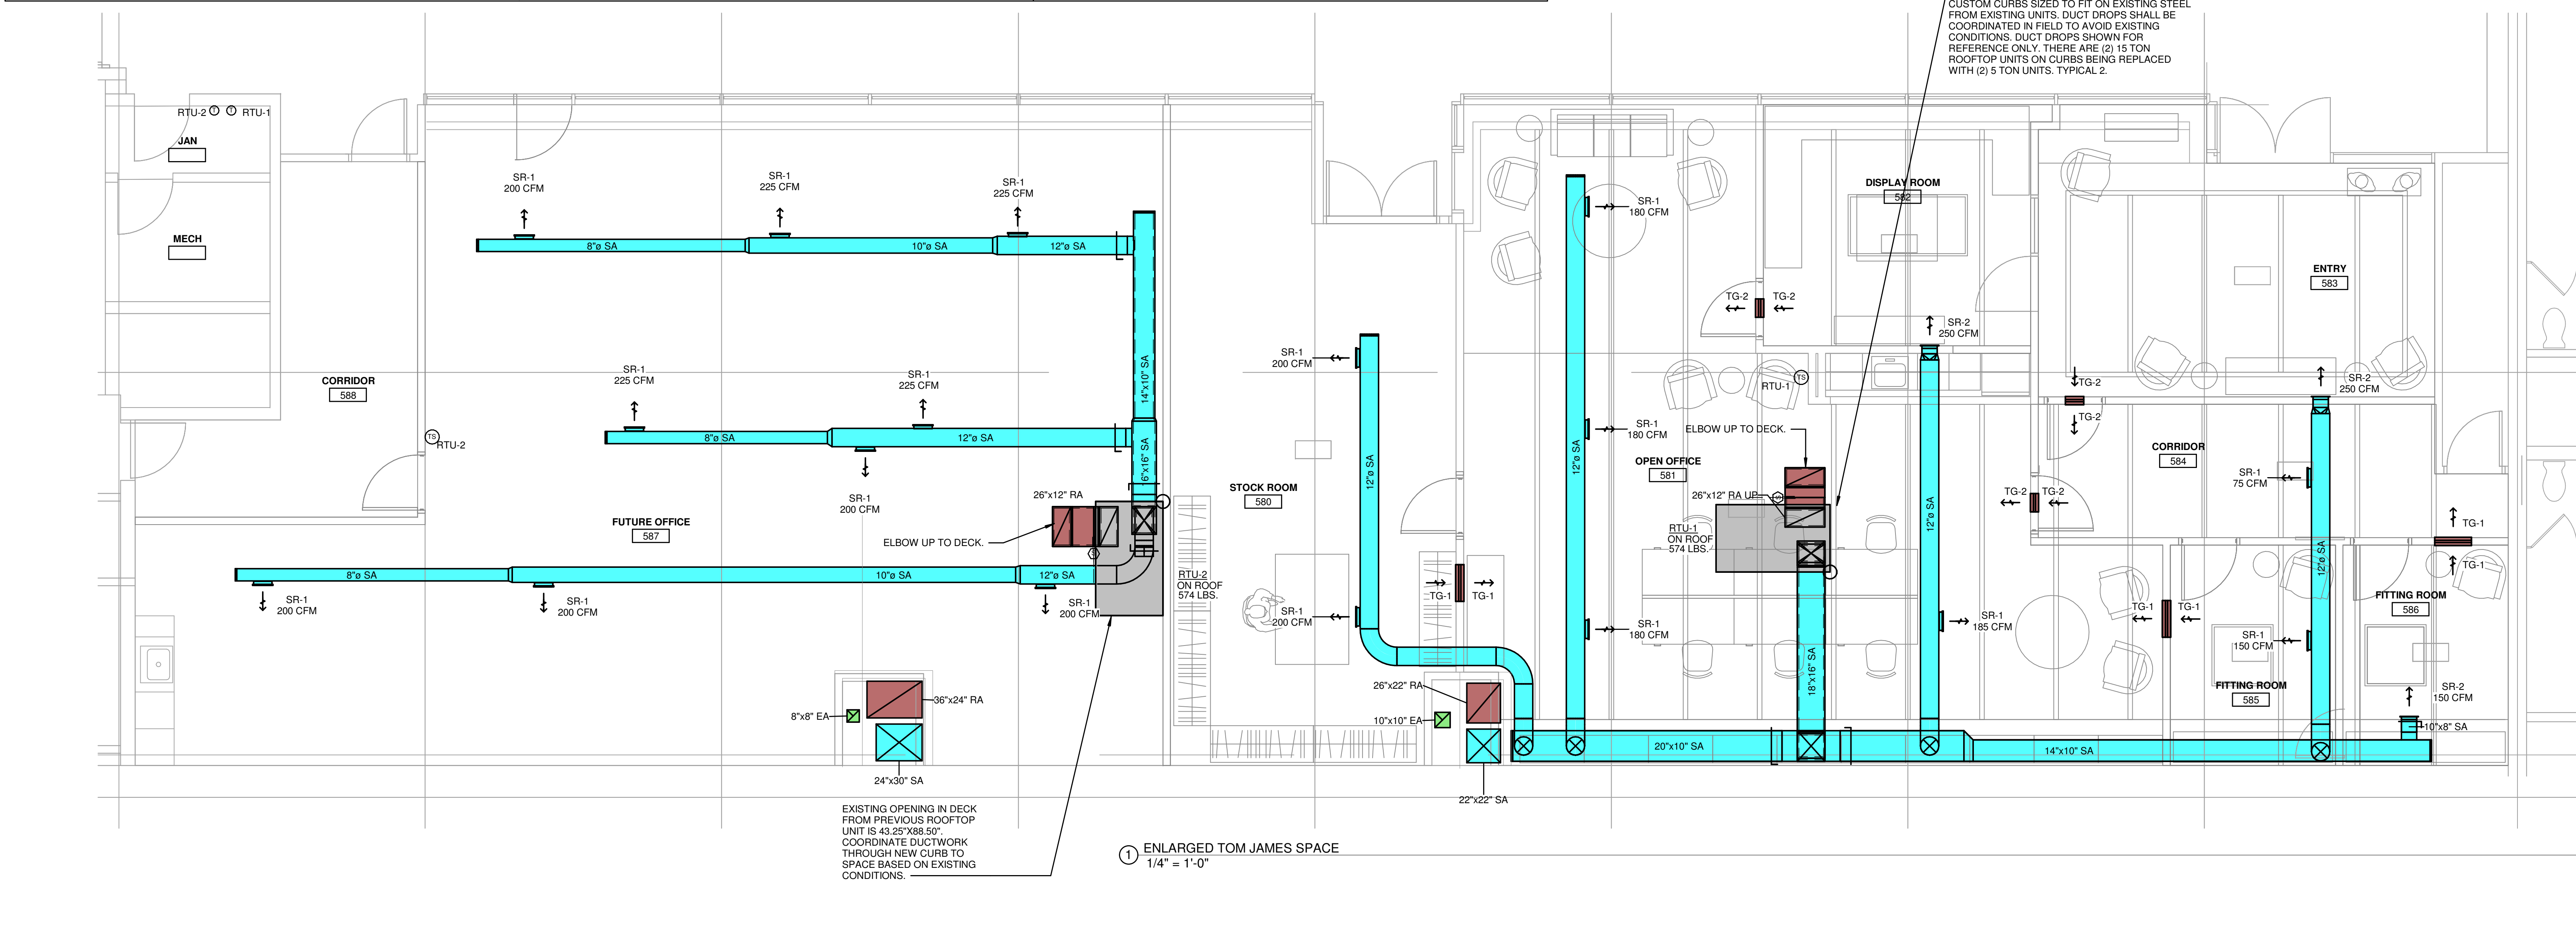 CUSTOM CURBS SIZED TO FIT ON EXISTING STEEL
FROM EXISTING UNITS. DUCT DROPS SHALL BE
COORDINATED IN FIELD TO AVOID EXISTING
CONDITIONS. DUCT DROPS SHOWN FOR
REFERENCE ONLY. THERE ARE (2) 15 TON
ROOFTOP UNITS ON CURBS BEING REPLACED
WITH (2) 5 TON UNITS. TYPICAL 2.
RTU-2 T T RTU-1
JAN
MECH
CORRIDOR
588
TS
RTU-2
SR-1
200 CFM
SR-1
225 CFM
SR-1
225 CFM
8"ø SA
10"ø SA
12"ø SA
14"x10" SA
SR-1
225 CFM
SR-1
225 CFM
8"ø SA
12"ø SA
16"x16" SA
SR-1
200 CFM
26"x12" RA
FUTURE OFFICE
587
ELBOW UP TO DECK.
8"ø SA
10"ø SA
12"ø SA
SR-1
200 CFM
SR-1
200 CFM
SR-1
200 CFM
RTU-2
ON ROOF
574 LBS.
8"x8" EA
36"x24" RA
24"x30" SA
EXISTING OPENING IN DECK
FROM PREVIOUS ROOFTOP
UNIT IS 43.25"X88.50".
COORDINATE DUCTWORK
THROUGH NEW CURB TO
SPACE BASED ON EXISTING
CONDITIONS.
STOCK ROOM
580
SR-1
200 CFM
12"ø SA
SR-1
200 CFM
TG-1
TG-1
26"x22" RA
10"x10" EA
22"x22" SA
SR-1
180 CFM
12"ø SA
SR-1
180 CFM
SR-1
180 CFM
OPEN OFFICE
581
ELBOW UP TO DECK.
26"x12" RA UP
RTU-1
ON ROOF
574 LBS.
RTU-1
TS
18"x16" SA
20"x10" SA
14"x10" SA
DISPLAY ROOM
582
TG-2
TG-2
SR-2
250 CFM
12"ø SA
SR-1
185 CFM
ENTRY
583
TG-2
TG-2
SR-2
250 CFM
CORRIDOR
584
TG-2
TG-2
SR-1
75 CFM
12"ø SA
TG-1
TG-1
TG-1
TG-1
SR-1
150 CFM
FITTING ROOM
585
FITTING ROOM
586
SR-2
150 CFM
10"x8" SA
1
ENLARGED TOM JAMES SPACE
1/4" = 1'-0"